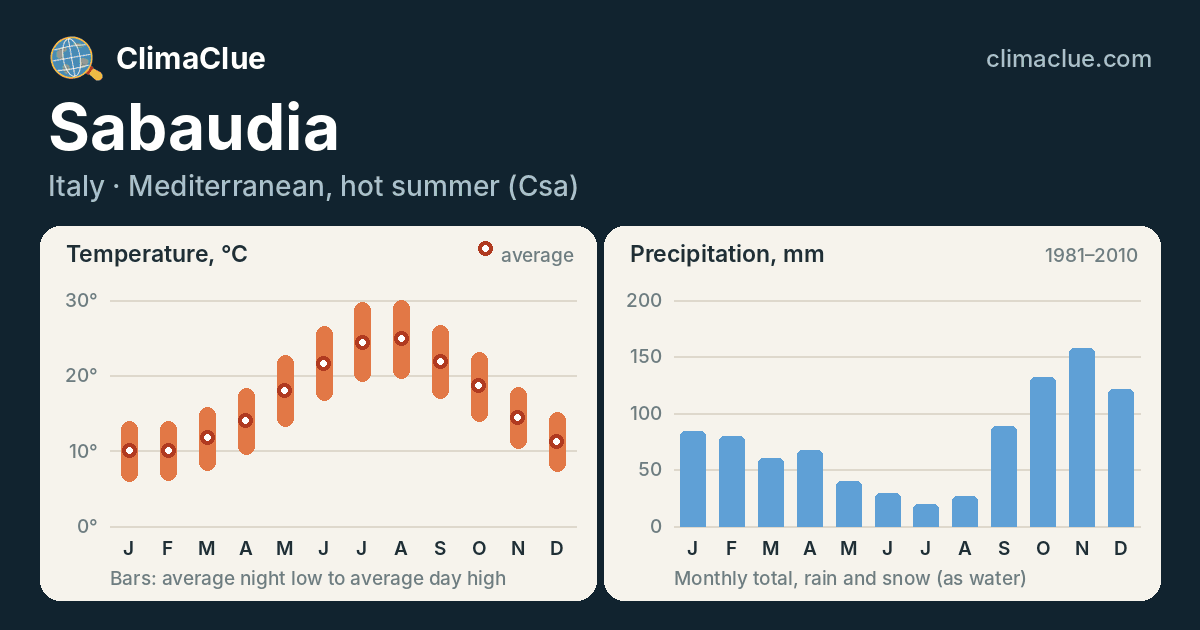 ClimaClue
climaclue.com
Sabaudia
Italy · Mediterranean, hot summer (Csa)
Temperature, °C
average
30°
20°
10°
0°
J F M A M J J A S O N D
Bars: average night low to average day high
Precipitation, mm
1981–2010
200
150
100
50
0
J F M A M J J A S O N D
Monthly total, rain and snow (as water)